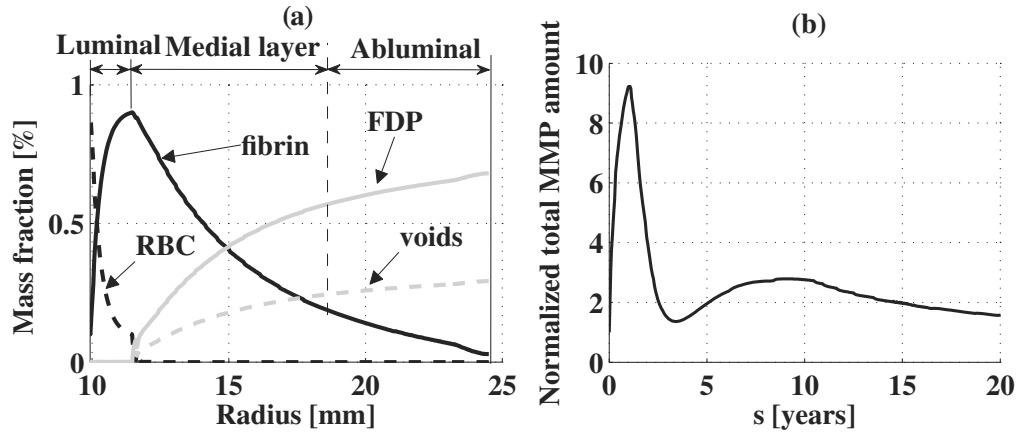 (a)
Luminal Medial layer Abluminal
1
0.5
0
Mass fraction [%]
fibrin
FDP
RBC
voids
10 15 20 25
Radius [mm]
(b)
10
8
6
4
2
0
Normalized total MMP amount
0 5 10 15 20
s [years]